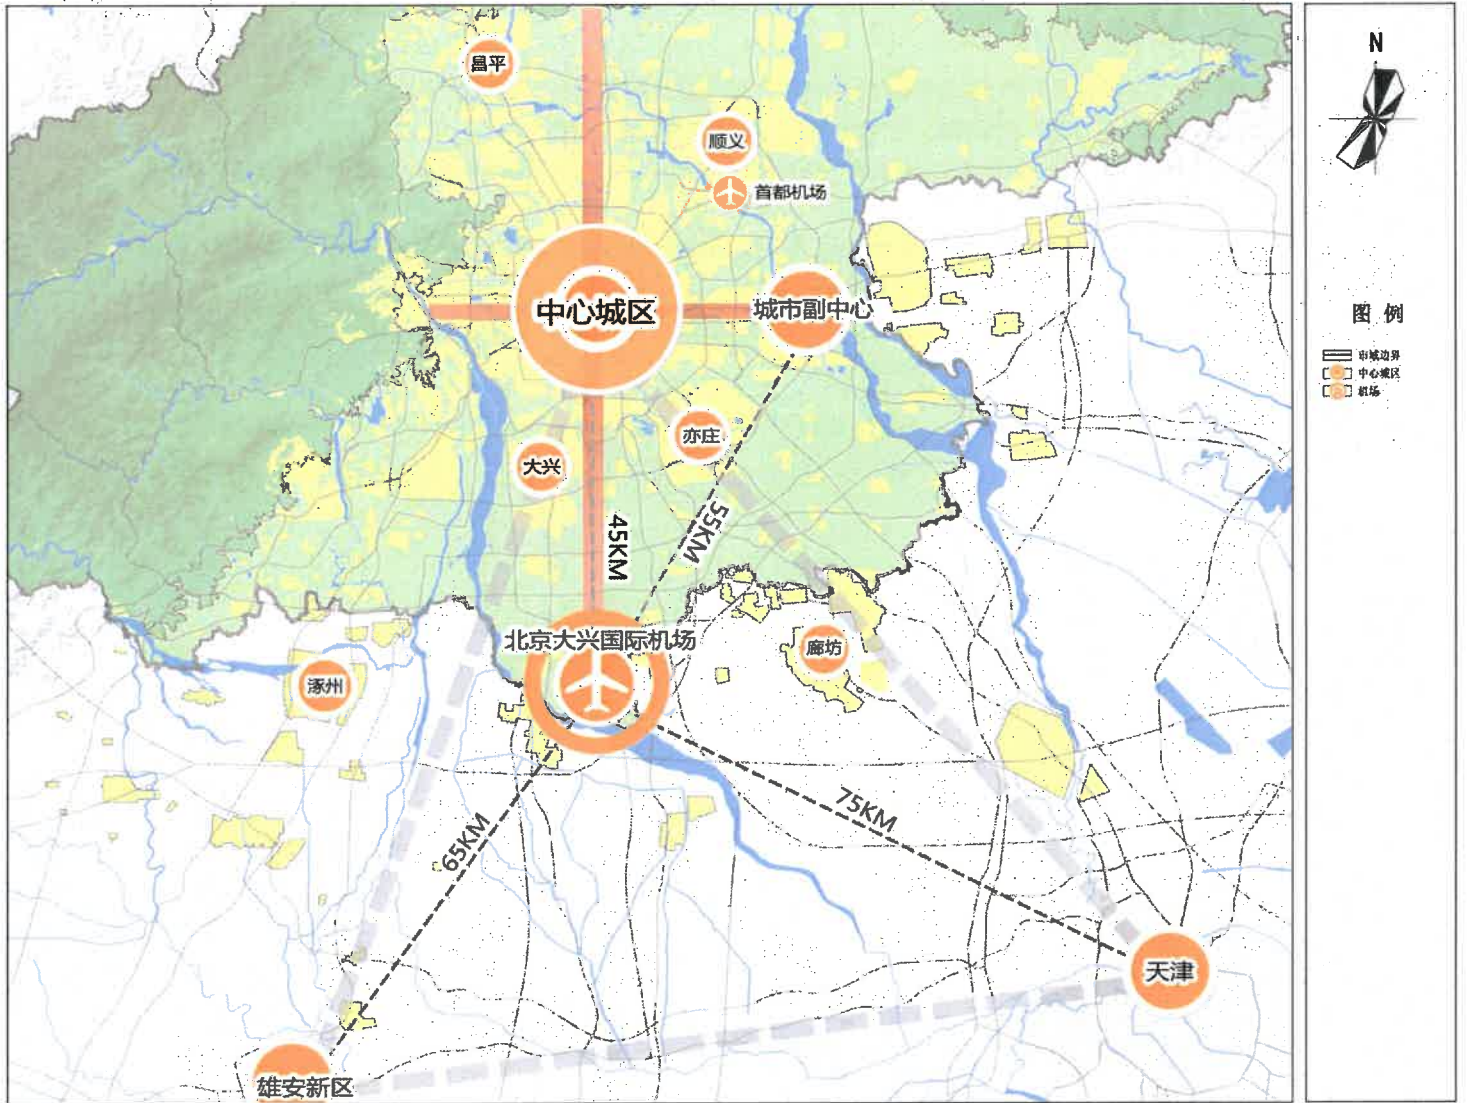 昌平
N
顺义
首都机场
中心城区
城市副中心
图 例
市域边界
中心城区
机场
亦庄
大兴
45KM
55KM
北京大兴国际机场
廊坊
涿州
75KM
65KM
天津
雄安新区